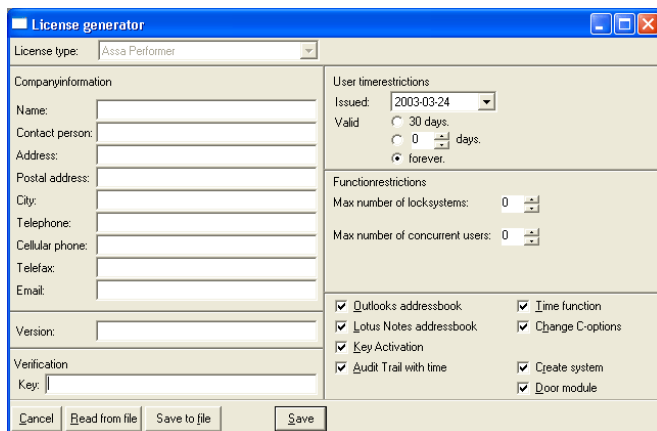 License generator
License type: Assa Performer
Companyinformation
Name:
Contact person:
Address:
Postal address:
City:
Telephone:
Cellular phone:
Telefax:
Email:
Version:
Verification
Key:
User timerestrictions
Issued: 2003-03-24
Valid 30 days.
0 days.
forever.
Functionrestrictions
Max number of locksystems: 0
Max number of concurrent users: 0
Outlooks addressbook Time function
Lotus Notes addressbook Change C-options
Key Activation
Audit Trail with time Create system
Door module
Cancel Read from file Save to file Save